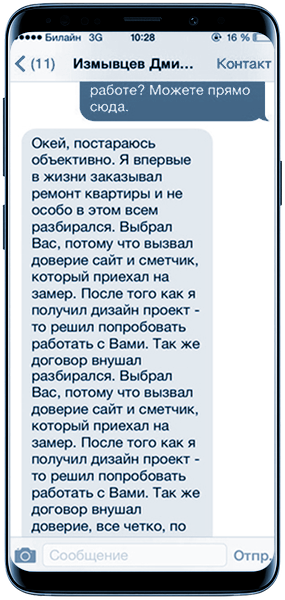 Билайн 3G 10:28 16 %
(11) Измывцев Дми... Контакт
работе? Можете прямо
сюда.
Окей, постараюсь
объективно. Я впервые
в жизни заказывал
ремонт квартиры и не
особо в этом всем
разбирался. Выбрал
Вас, потому что вызвал
доверие сайт и сметчик,
который приехал на
замер. После того как я
получил дизайн проект -
то решил попробовать
работать с Вами. Так же
договор внушал
разбирался. Выбрал
Вас, потому что вызвал
доверие сайт и сметчик,
который приехал на
замер. После того как я
получил дизайн проект -
то решил попробовать
работать с Вами. Так же
договор внушал
доверие, все четко, по
Сообщение Отпр.